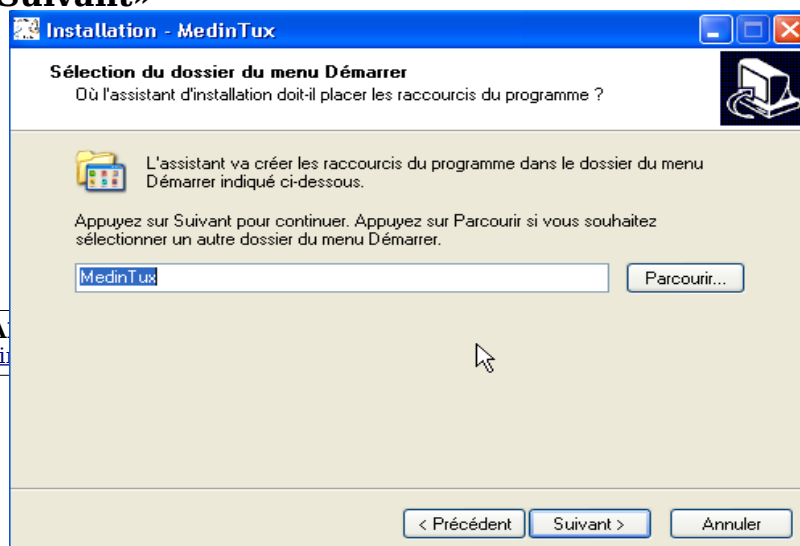 Suivant»
Installation - MedinTux
Sélection du dossier du menu Démarrer
Où l'assistant d'installation doit-il placer les raccourcis du programme ?
L'assistant va créer les raccourcis du programme dans le dossier du menu
Démarrer indiqué ci-dessous.
Appuyez sur Suivant pour continuer. Appuyez sur Parcourir si vous souhaitez
sélectionner un autre dossier du menu Démarrer.
MedinTux
Parcourir...
< Précédent
Suivant >
Annuler